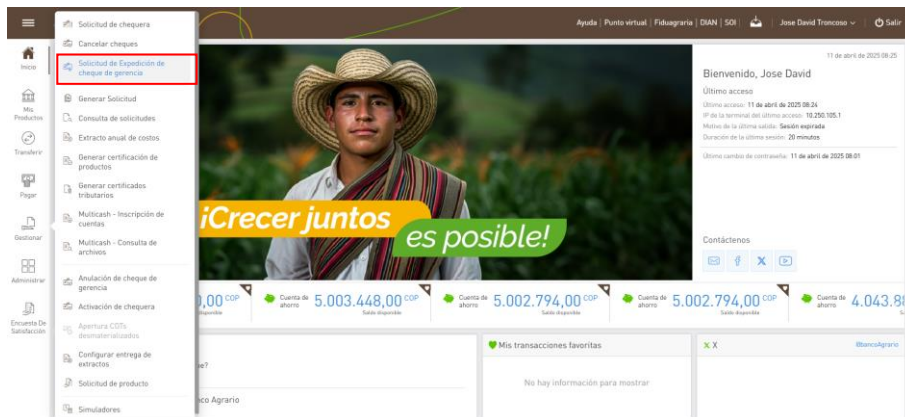 Ayuda | Punto virtual | Fiduagraria | DIAN | SOI |
Jose David Troncoso
Salir
Inicio
Mis
Productos
Transferir
Pagar
Gestionar
Administrar
Encuesta De
Satisfacción
Solicitud de chequera
Cancelar cheques
Solicitud de Expedición de
cheque de gerencia
Generar Solicitud
Consulta de solicitudes
Extracto anual de costos
Generar certificación de
productos
Generar certificados
tributarios
Multicash - Inscripción de
cuentas
Multicash - Consulta de
archivos
Anulación de cheque de
gerencia
Activación de chequera
Apertura CDTs
desmaterializados
Configurar entrega de
extractos
Solicitud de producto
Simuladores
¡Crecer juntos
es posible!
11 de abril de 2025 08:25
Bienvenido, Jose David
Último acceso
Último acceso: 11 de abril de 2025 08:24
IP de la terminal del último acceso: 10.250.105.1
Motivo de la última salida: Sesión expirada
Duración de la última sesión: 20 minutos
Último cambio de contraseña: 11 de abril de 2025 08:01
Contáctenos
0,00 COP
disponible
Cuenta de
ahorro
5.003.448,00 COP
Saldo disponible
Cuenta de
ahorro
5.002.794,00 COP
Saldo disponible
Cuenta de
ahorro
5.002.794,00 COP
Saldo disponible
Cuenta de
ahorro
4.043.8
Mis transacciones favoritas
No hay información para mostrar
X
@bancoAgrario
nco Agrario